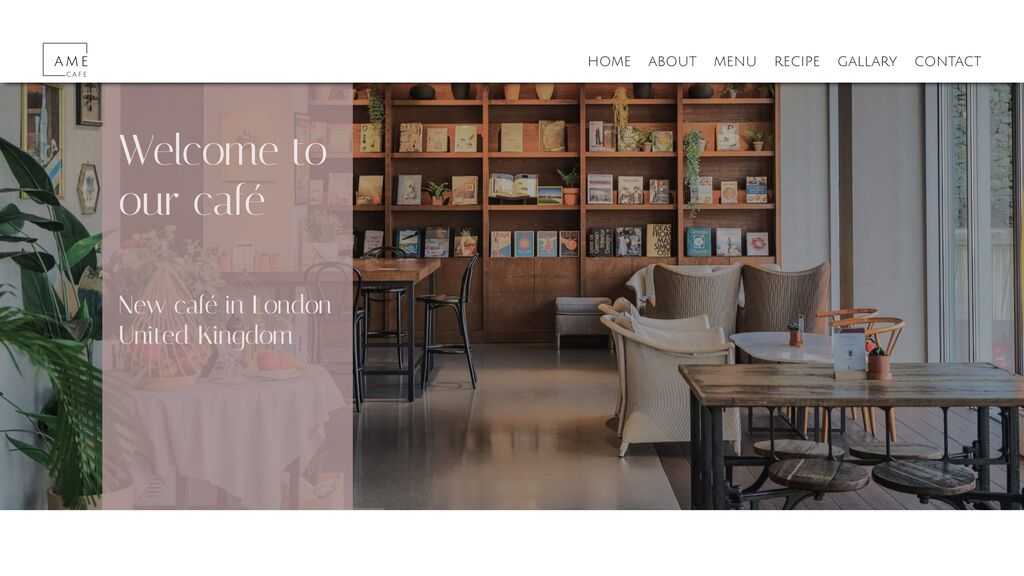 AME
CAFE
HOME ABOUT MENU RECIPE GALLARY CONTACT
Welcome to
our café
New café in London
United Kingdom